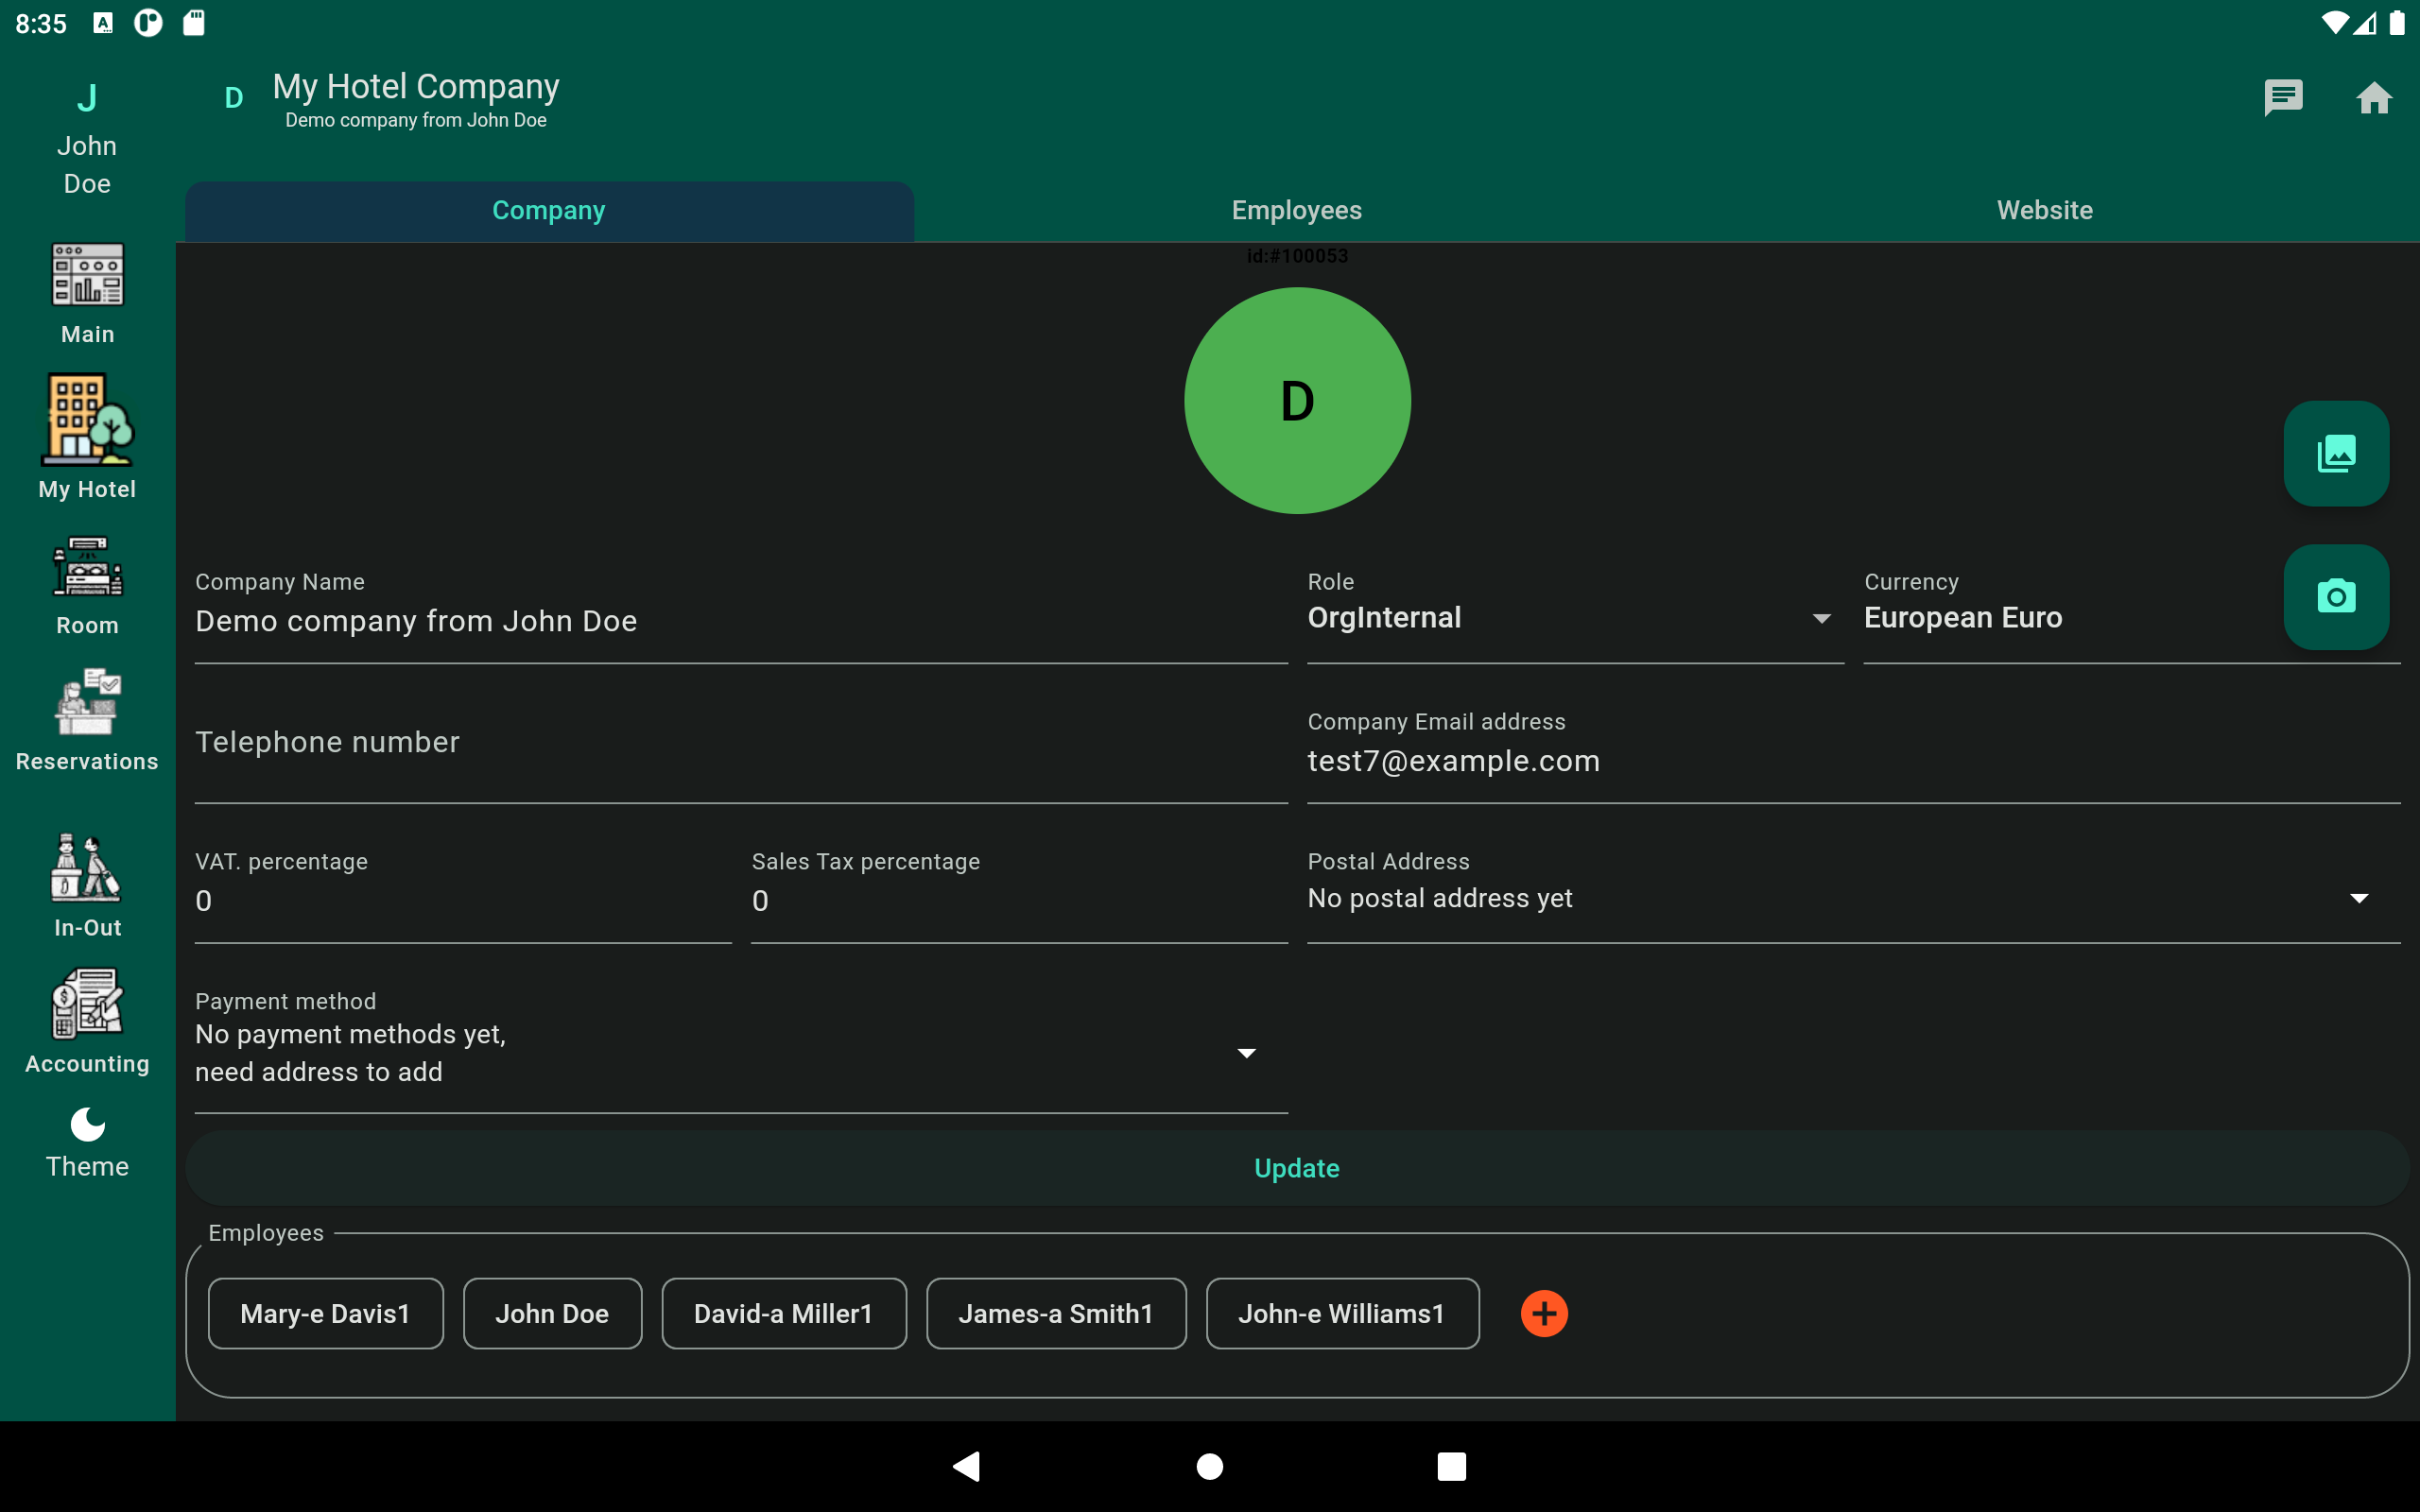 8:35
J
John
Doe
Main
My Hotel
Room
Reservations
In-Out
Accounting
Theme
D
My Hotel Company
Demo company from John Doe
Company
Employees
Website
id:#100053
D
Company Name
Demo company from John Doe
Role
OrgInternal
Currency
European Euro
Telephone number
Company Email address
test7@example.com
VAT. percentage
0
Sales Tax percentage
0
Postal Address
No postal address yet
Payment method
No payment methods yet,
need address to add
Update
Employees
Mary-e Davis1
John Doe
David-a Miller1
James-a Smith1
John-e Williams1